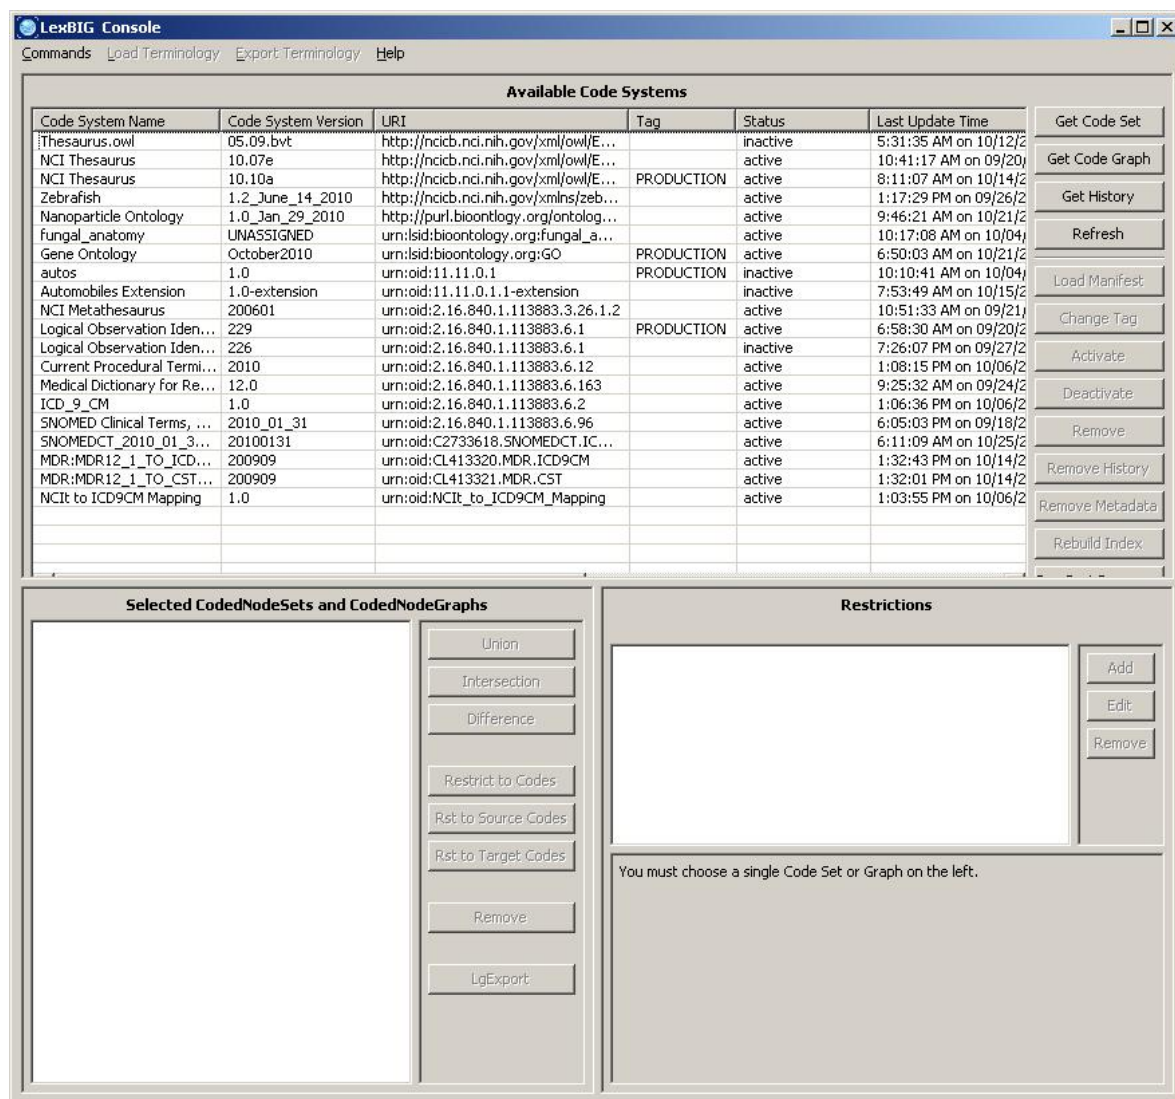 LexBIG Console
Commands Load Terminology Export Terminology Help
Available Code Systems
Code System Name Code System Version URI Tag Status Last Update Time
Thesaurus.owl 05.09.bvt http://ncicb.nci.nih.gov/xml/owl/E... inactive 5:31:35 AM on 10/12/2
NCI Thesaurus 10.07e http://ncicb.nci.nih.gov/xml/owl/E... active 10:41:17 AM on 09/20/
NCI Thesaurus 10.10a http://ncicb.nci.nih.gov/xml/owl/E... PRODUCTION active 8:11:07 AM on 10/14/2
Zebrafish 1.2_June_14_2010 http://ncicb.nci.nih.gov/xmlns/zeb... active 1:17:29 PM on 09/26/2
Nanoparticle Ontology 1.0_Jan_29_2010 http://purl.bioontlogy.org/ontolog... active 9:46:21 AM on 10/21/2
fungal_anatomy UNASSIGNED urn:lsid:bioontology.org:fungal_a... active 10:17:08 AM on 10/04/
Gene Ontology October2010 urn:lsid:bioontology.org:GO PRODUCTION active 6:50:03 AM on 10/21/2
autos 1.0 urn:oid:11.11.0.1 PRODUCTION inactive 10:10:41 AM on 10/04/
Automobiles Extension 1.0-extension urn:oid:11.11.0.1.1-extension inactive 7:53:49 AM on 10/15/2
NCI Metathesaurus 200601 urn:oid:2.16.840.1.113883.3.26.1.2 active 10:51:33 AM on 09/21/
Logical Observation Iden... 229 urn:oid:2.16.840.1.113883.6.1 PRODUCTION active 6:58:30 AM on 09/20/2
Logical Observation Iden... 226 urn:oid:2.16.840.1.113883.6.1 inactive 7:26:07 PM on 09/27/2
Current Procedural Termi... 2010 urn:oid:2.16.840.1.113883.6.12 active 1:08:15 PM on 10/06/2
Medical Dictionary for Re... 12.0 urn:oid:2.16.840.1.113883.6.163 active 9:25:32 AM on 09/24/2
ICD_9_CM 1.0 urn:oid:2.16.840.1.113883.6.2 active 1:06:36 PM on 10/06/2
SNOMED Clinical Terms, ... 2010_01_31 urn:oid:2.16.840.1.113883.6.96 active 6:05:03 PM on 09/18/2
SNOMEDCT_2010_01_3... 20100131 urn:oid:C2733618.SNOMEDCT.IC... active 6:11:09 AM on 10/25/2
MDR:MDR12_1_TO_ICD... 200909 urn:oid:CL413320.MDR.ICD9CM active 1:32:43 PM on 10/14/2
MDR:MDR12_1_TO_CST... 200909 urn:oid:CL413321.MDR.CST active 1:32:01 PM on 10/14/2
NCIt to ICD9CM Mapping 1.0 urn:oid:NCIt_to_ICD9CM_Mapping active 1:03:55 PM on 10/06/2
Get Code Set
Get Code Graph
Get History
Refresh
Load Manifest
Change Tag
Activate
Deactivate
Remove
Remove History
Remove Metadata
Rebuild Index
Selected CodedNodeSets and CodedNodeGraphs
Union
Intersection
Difference
Restrict to Codes
Rst to Source Codes
Rst to Target Codes
Remove
LgExport
Restrictions
Add
Edit
Remove
You must choose a single Code Set or Graph on the left.